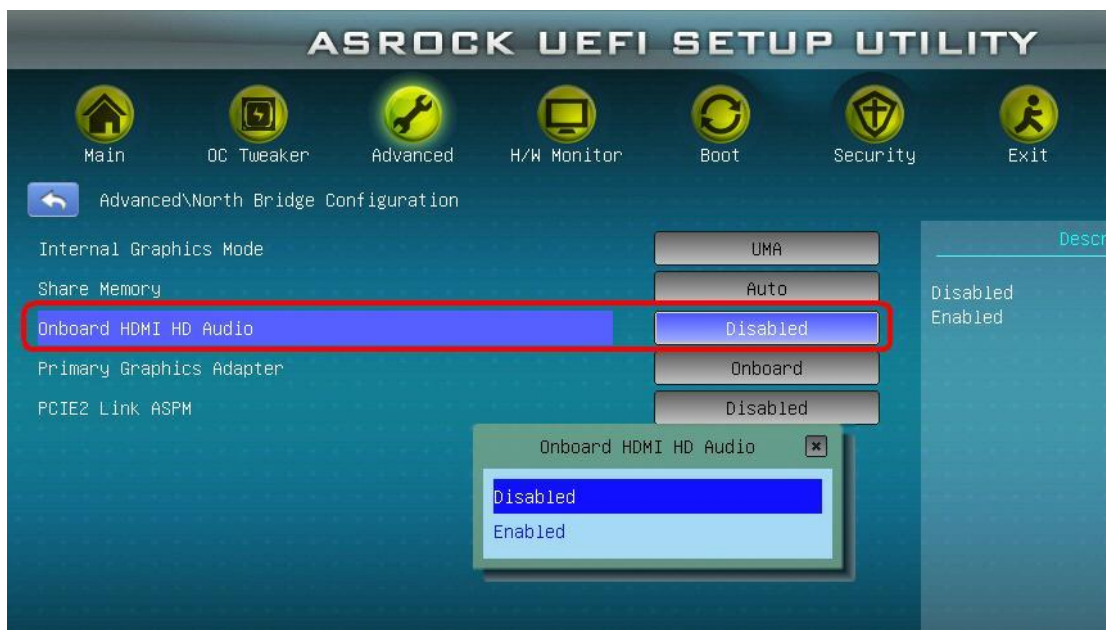 ASROCK UEFI SETUP UTILITY
Main OC Tweaker Advanced H/W Monitor Boot Security Exit
Advanced\North Bridge Configuration
Internal Graphics Mode UMA
Share Memory Auto
Onboard HDMI HD Audio Disabled
Primary Graphics Adapter Onboard
PCIE2 Link ASPM Disabled
Descr
Disabled
Enabled
Onboard HDMI HD Audio
Disabled
Enabled